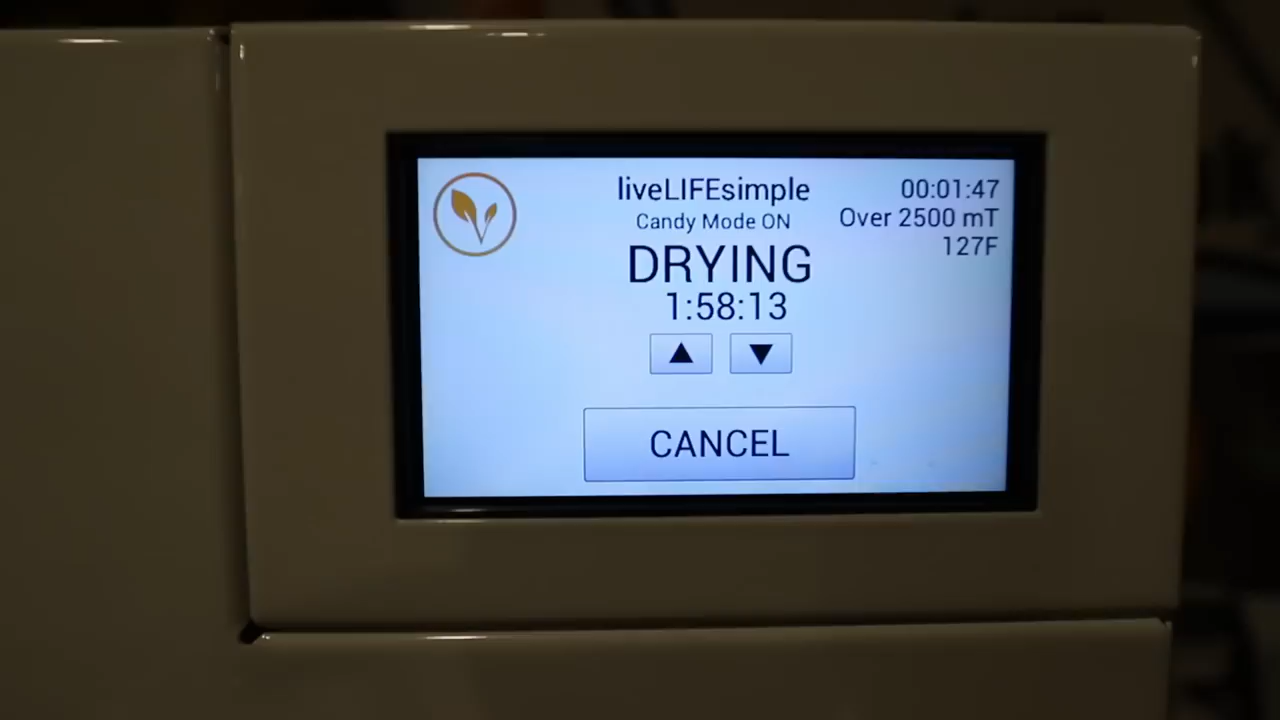 liveLIFEsimple
Candy Mode ON
DRYING
1:58:13
00:01:47
Over 2500 mT
127F
CANCEL